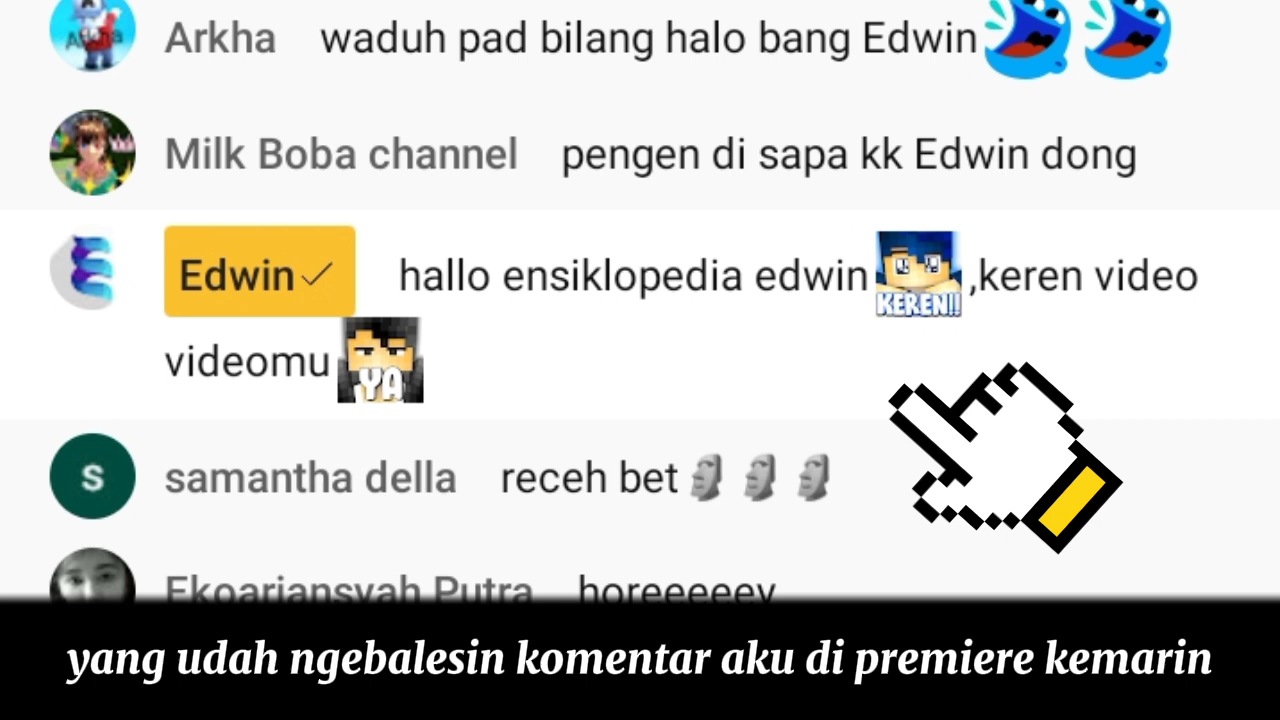 Arkha waduh pad bilang halo bang Edwin
Milk Boba channel pengen di sapa kk Edwin dong
Edwin✓ hallo ensiklopedia edwin KEREN!! ,keren video
videomu YA
S samantha della receh bet🗿🗿🗿
Ekoariansyah Putra horeeeeey
yang udah ngebalesin komentar aku di premiere kemarin